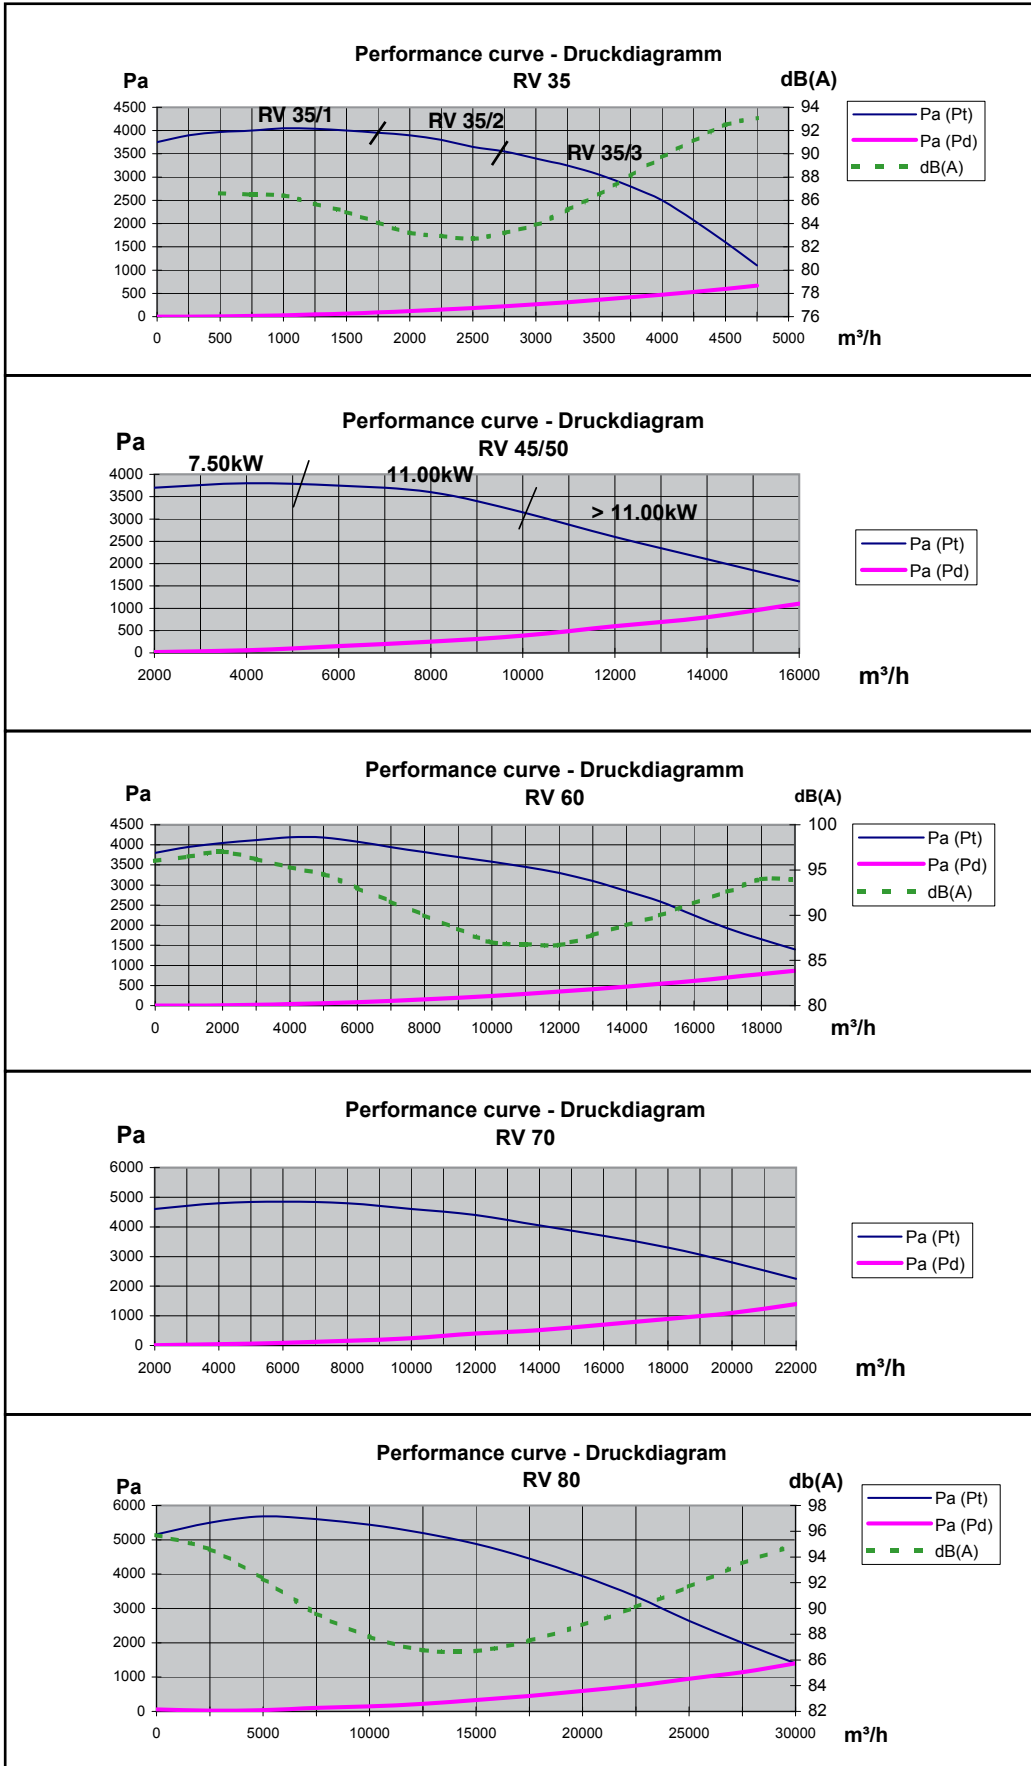 Performance curve - Druckdiagramm
RV 35
Pa
dB(A)
RV 35/1
RV 35/2
RV 35/3
4500
4000
3500
3000
2500
2000
1500
1000
500
0
94
92
90
88
86
84
82
80
78
76
0 500 1000 1500 2000 2500 3000 3500 4000 4500 5000
m³/h
Pa (Pt)
Pa (Pd)
dB(A)
Performance curve - Druckdiagram
RV 45/50
Pa
7.50kW
11.00kW
> 11.00kW
4000
3500
3000
2500
2000
1500
1000
500
0
2000 4000 6000 8000 10000 12000 14000 16000
m³/h
Pa (Pt)
Pa (Pd)
Performance curve - Druckdiagramm
RV 60
Pa
dB(A)
4500
4000
3500
3000
2500
2000
1500
1000
500
0
100
95
90
85
80
0 2000 4000 6000 8000 10000 12000 14000 16000 18000
m³/h
Pa (Pt)
Pa (Pd)
dB(A)
Performance curve - Druckdiagram
RV 70
Pa
6000
5000
4000
3000
2000
1000
0
2000 4000 6000 8000 10000 12000 14000 16000 18000 20000 22000
m³/h
Pa (Pt)
Pa (Pd)
Performance curve - Druckdiagram
RV 80
Pa
db(A)
6000
5000
4000
3000
2000
1000
0
98
96
94
92
90
88
86
84
82
0 5000 10000 15000 20000 25000 30000
m³/h
Pa (Pt)
Pa (Pd)
dB(A)